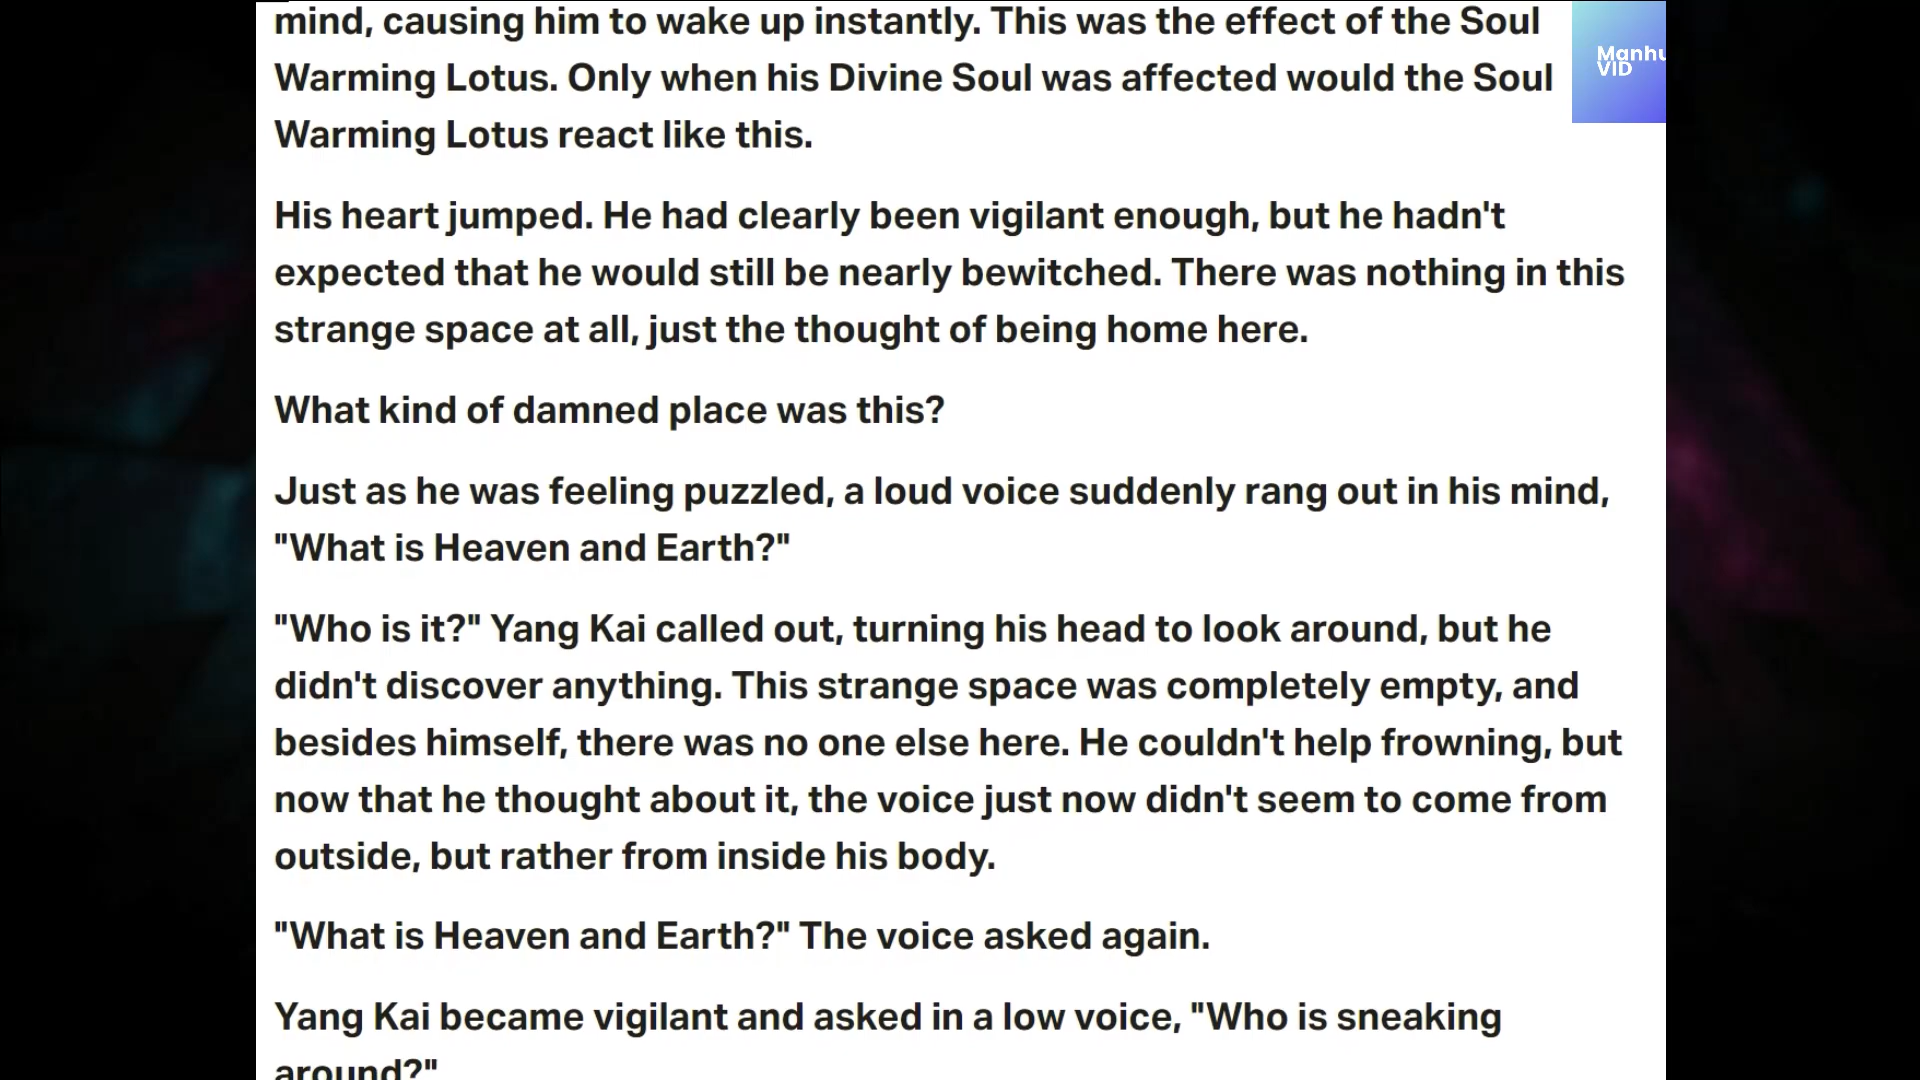 mind, causing him to wake up instantly. This was the effect of the Soul
Warming Lotus. Only when his Divine Soul was affected would the Soul
Warming Lotus react like this.
His heart jumped. He had clearly been vigilant enough, but he hadn't
expected that he would still be nearly bewitched. There was nothing in this
strange space at all, just the thought of being home here.
What kind of damned place was this?
Just as he was feeling puzzled, a loud voice suddenly rang out in his mind,
"What is Heaven and Earth?"
"Who is it?" Yang Kai called out, turning his head to look around, but he
didn't discover anything. This strange space was completely empty, and
besides himself, there was no one else here. He couldn't help frowning, but
now that he thought about it, the voice just now didn't seem to come from
outside, but rather from inside his body.
"What is Heaven and Earth?" The voice asked again.
Yang Kai became vigilant and asked in a low voice, "Who is sneaking
around?"
Manhu
VID